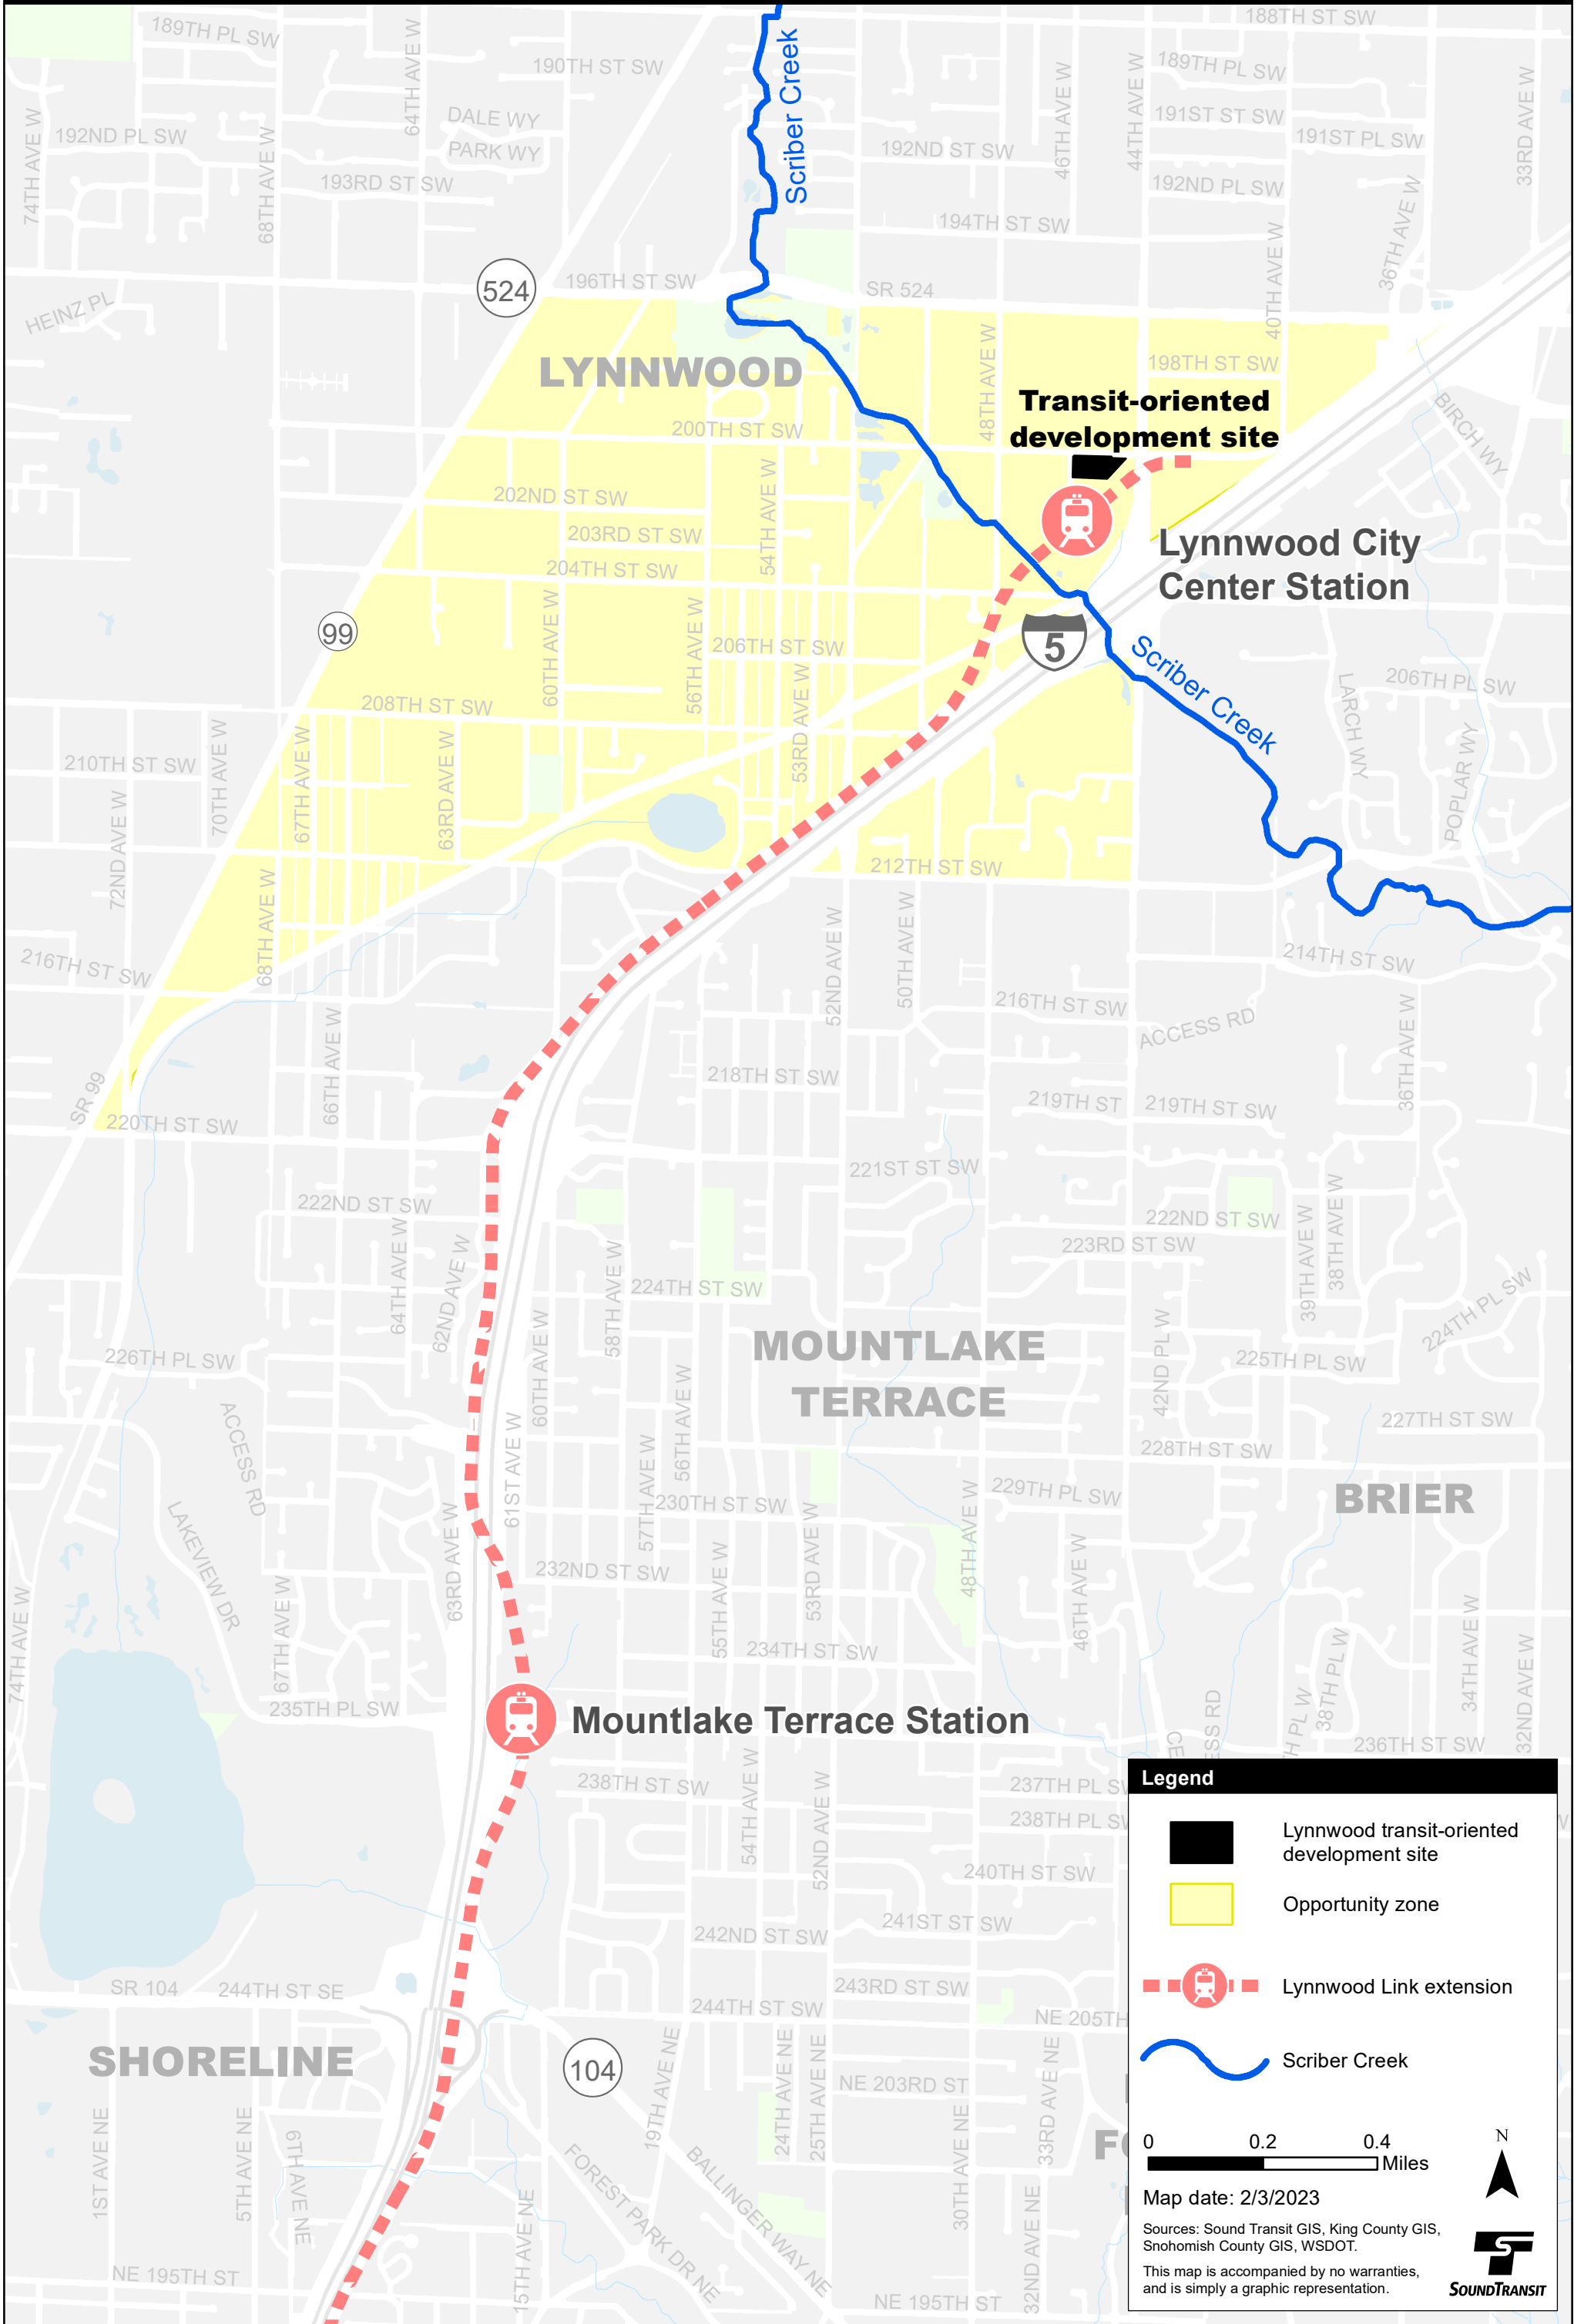 188TH ST SW
189TH PL SW
190TH ST SW
64TH AVE W
Scriber Creek
46TH AVE W
44TH AVE W
189TH PL SW
33RD AVE W
74TH AVE W
192ND PL SW
68TH AVE W
DALE WY
PARK WY
191ST ST SW
191ST PL SW
192ND ST SW
193RD ST SW
192ND PL SW
194TH ST SW
40TH AVE W
36TH AVE W
524
196TH ST SW
SR 524
HEINZ PL
LYNNWOOD
48TH AVE W
198TH ST SW
Transit-oriented
development site
BIRCH WY
200TH ST SW
202ND ST SW
54TH AVE W
203RD ST SW
204TH ST SW
Lynnwood City
Center Station
99
60TH AVE W
56TH AVE W
206TH ST SW
5
Scriber Creek
LARCH WY
206TH PL SW
53RD AVE W
208TH ST SW
210TH ST SW
70TH AVE W
67TH AVE W
63RD AVE W
POPLAR WY
72ND AVE W
68TH AVE W
212TH ST SW
52ND AVE W
50TH AVE W
214TH ST SW
216TH ST SW
216TH ST SW
ACCESS RD
36TH AVE W
66TH AVE W
218TH ST SW
SR 99
219TH ST
219TH ST SW
220TH ST SW
221ST ST SW
222ND ST SW
222ND ST SW
64TH AVE W
62ND AVE W
58TH AVE W
223RD ST SW
39TH AVE W
38TH AVE W
224TH ST SW
224TH PL SW
60TH AVE W
MOUNTLAKE
TERRACE
226TH PL SW
42ND PL W
225TH PL SW
56TH AVE W
ACCESS RD
61ST AVE W
57TH AVE W
227TH ST SW
228TH ST SW
229TH PL SW
BRIER
230TH ST SW
LAKEVIEW DR
63RD AVE W
53RD AVE W
48TH AVE W
46TH AVE W
232ND ST SW
55TH AVE W
74TH AVE W
67TH AVE W
234TH ST SW
38TH PL W
34TH AVE W
32ND AVE W
235TH PL SW
Mountlake Terrace Station
CE
ESS RD
TH PL W
236TH ST SW
238TH ST SW
54TH AVE W
52ND AVE W
237TH PL S
238TH PL S
240TH ST SW
241ST ST SW
242ND ST SW
243RD ST SW
SR 104
244TH ST SE
244TH ST SW
NE 205TH
SHORELINE
104
19TH AVE NE
24TH AVE NE
25TH AVE NE
NE 203RD ST
33RD AVE NE
30TH AVE NE
1ST AVE NE
5TH AVE NE
6TH AVE NE
FOREST PARK DR NE
BALLINGER WAY NE
15TH AVE NE
32ND AVE NE
NE 195TH ST
NE 195TH ST
Legend
Lynnwood transit-oriented
development site
Opportunity zone
Lynnwood Link extension
Scriber Creek
0 0.2 0.4
Miles
N
Map date: 2/3/2023
Sources: Sound Transit GIS, King County GIS,
Snohomish County GIS, WSDOT.
This map is accompanied by no warranties,
and is simply a graphic representation.
SOUNDTRANSIT